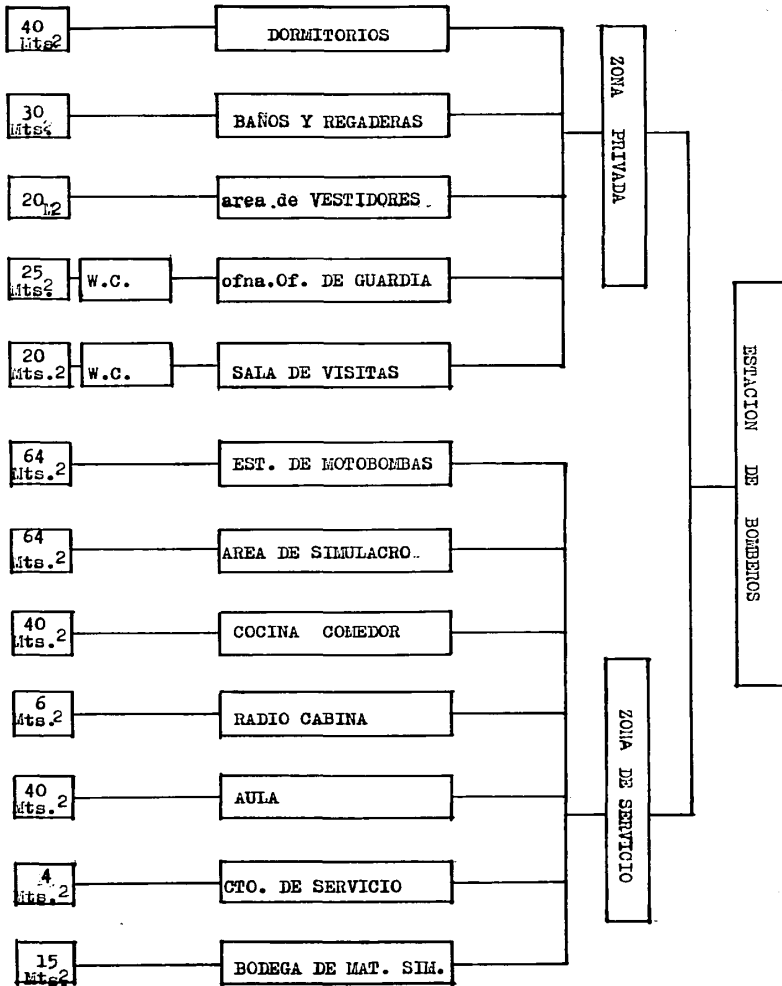 40
Mts2
DORMITORIOS
30
Mts2
BAÑOS Y REGADERAS
20 M2
area.de VESTIDORES.
25
Mts.2
W.C.
ofna.Of. DE GUARDIA
20
Mts.2
W.C.
SALA DE VISITAS
ZONA PRIVADA
64
Mts.2
EST. DE MOTOBOMBAS
64
Mts.2
AREA DE SIMULACRO..
40
Mts.2
COCINA COMEDOR
6
Mts.2
RADIO CABINA
40
Mts.2
AULA
4
Mts.2
CTO. DE SERVICIO
15
Mts2
BODEGA DE MAT. SIM.
ZONA DE SERVICIO
ESTACION DE BOMBEROS